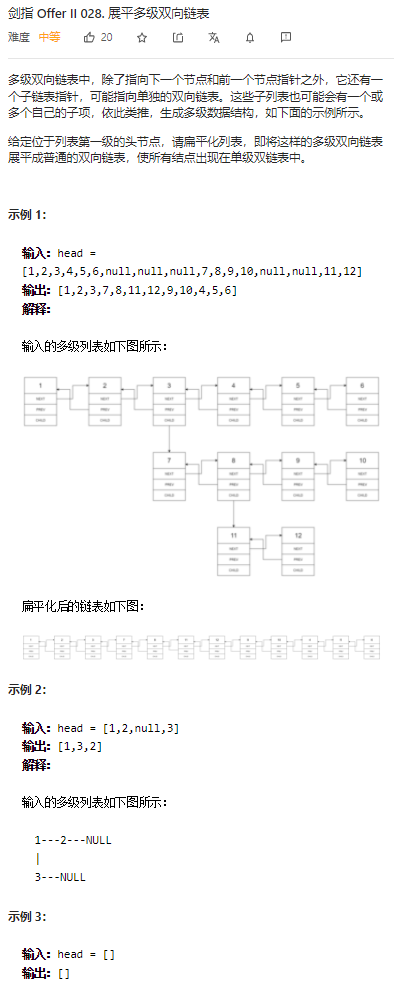 剑指 Offer II 028. 展平多级双向链表
难度 中等 20
多级双向链表中，除了指向下一个节点和前一个节点指针之外，它还有一
个子链表指针，可能指向单独的双向链表。这些子列表也可能会有一个或
多个自己的子项，依此类推，生成多级数据结构，如下面的示例所示。
给定位于列表第一级的头节点，请扁平化列表，即将这样的多级双向链表
展平成普通的双向链表，使所有结点出现在单级双链表中。
示例 1：
输入：head =
[1,2,3,4,5,6,null,null,null,7,8,9,10,null,null,11,12]
输出：[1,2,3,7,8,11,12,9,10,4,5,6]
解释：
输入的多级列表如下图所示：
1 2 3 4 5 6
NEXT NEXT NEXT NEXT NEXT NEXT
PREV PREV PREV PREV PREV PREV
CHILD CHILD CHILD CHILD CHILD CHILD
7 8 9 10
NEXT NEXT NEXT NEXT
PREV PREV PREV PREV
CHILD CHILD CHILD CHILD
11 12
NEXT NEXT
PREV PREV
CHILD CHILD
扁平化后的链表如下图：
示例 2：
输入：head = [1,2,null,3]
输出：[1,3,2]
解释：
输入的多级列表如下图所示：
1---2---NULL
|
3---NULL
示例 3：
输入：head = []
输出：[]